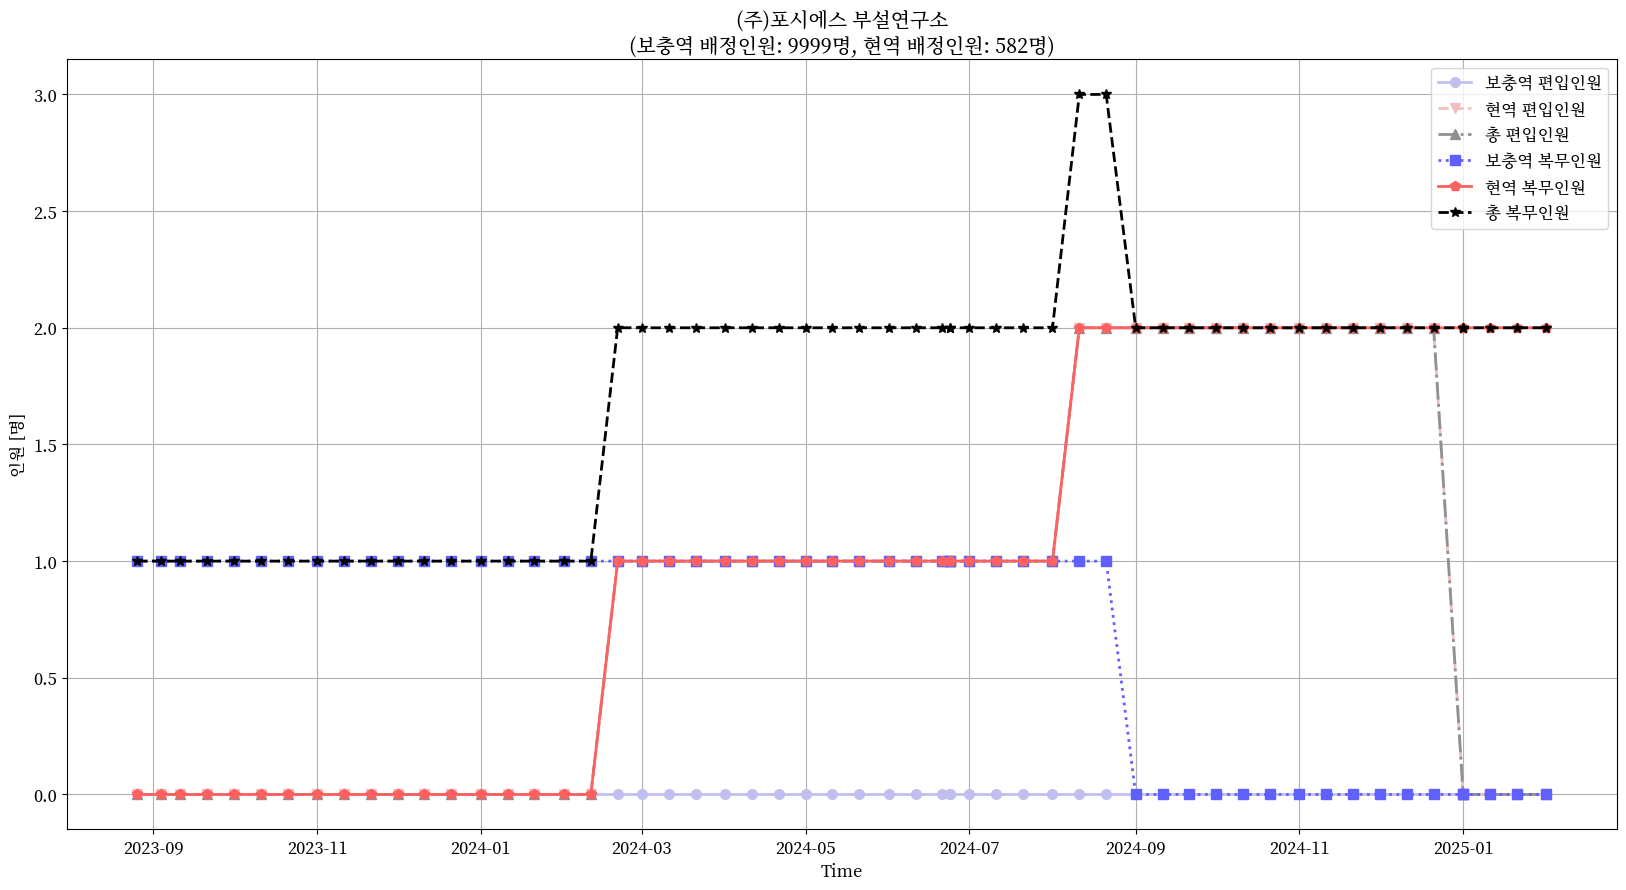 (주)포시에스 부설연구소
(보충역 배정인원: 9999명, 현역 배정인원: 582명)
보충역 편입인원
현역 편입인원
총 편입인원
보충역 복무인원
현역 복무인원
총 복무인원
인원 [명]
3.0
2.5
2.0
1.5
1.0
0.5
0.0
2023-09
2023-11
2024-01
2024-03
2024-05
2024-07
2024-09
2024-11
2025-01
Time